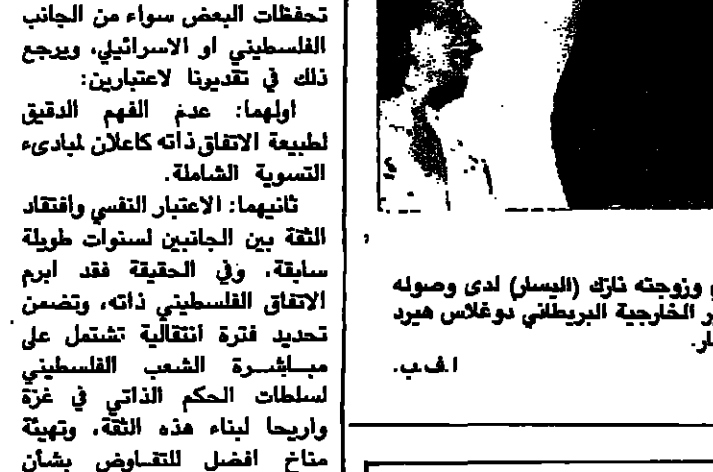 تحفظات البعض سواء من الجانب
الفلسطيني او الاسرائيلي، ويرجع
ذلك في تقديرنا لاعتبارين:
اولهما: عدم الفهم الدقيق
لطبيعة الاتفاق ذاته كاعلان لمبادىء
التسوية الشاملة.
ثانيهما: الاعتبار النفسي وافتقاد
الثقة بين الجانبين لسنوات طويلة
سابقة. وفي الحقيقة فقد ابرم
الاتفاق الفلسطيني ذاته، وتضمن
تحديد فترة انتقالية تشتمل على
مباشرة الشعب الفلسطيني
لسلطات الحكم الذاتي في غزة
واريحا لبناء هذه الثقة، وتهيئة
مناخ افضل للتفاوض بشأن
وزوجته نازك (اليسار) لدى وصوله
الخارجية البريطاني دوغلاس هيرد
ا.ف.ب.